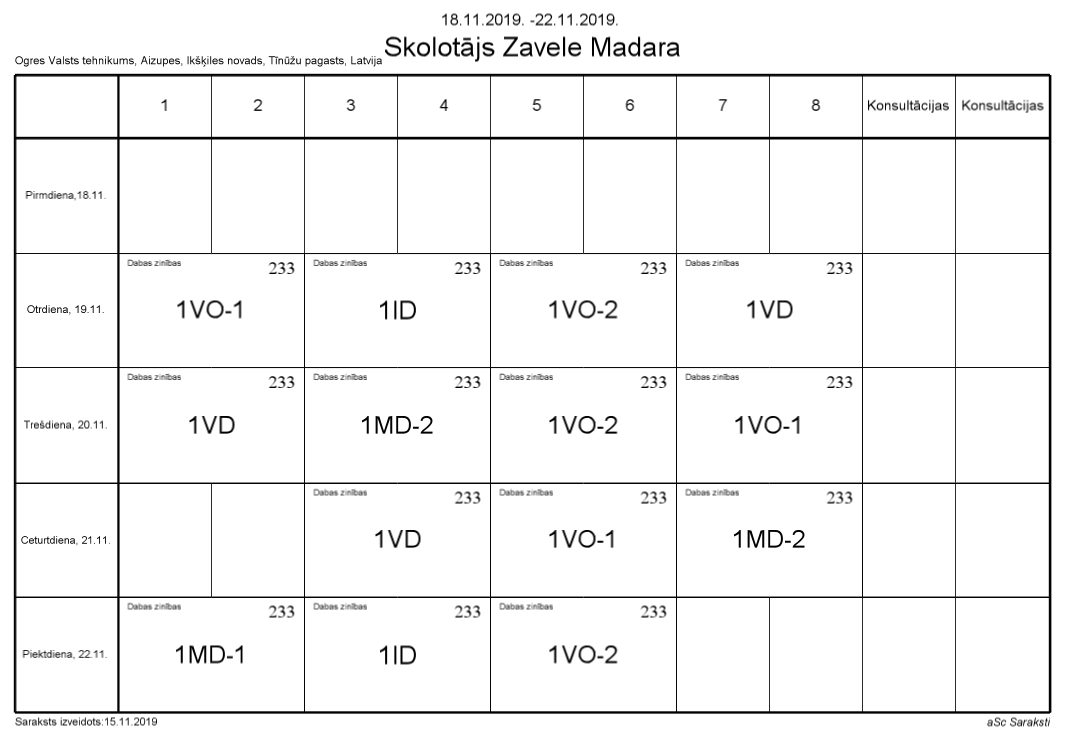 18.11.2019. -22.11.2019.
Skolotājs Zavele Madara
Ogres Valsts tehnikums, Aizupes, Ikšķiles novads, Tīnūžu pagasts, Latvija
1 2 3 4 5 6 7 8 Konsultācijas Konsultācijas
Pirmdiena,18.11.
Dabas zinības 233 Dabas zinības 233 Dabas zinības 233 Dabas zinības 233
Otrdiena, 19.11. 1VO-1 1ID 1VO-2 1VD
Dabas zinības 233 Dabas zinības 233 Dabas zinības 233 Dabas zinības 233
Trešdiena, 20.11. 1VD 1MD-2 1VO-2 1VO-1
Dabas zinības 233 Dabas zinības 233 Dabas zinības 233
Ceturtdiena, 21.11. 1VD 1VO-1 1MD-2
Dabas zinības 233 Dabas zinības 233 Dabas zinības 233
Piektdiena, 22.11. 1MD-1 1ID 1VO-2
Saraksts izveidots:15.11.2019 aSc Saraksti